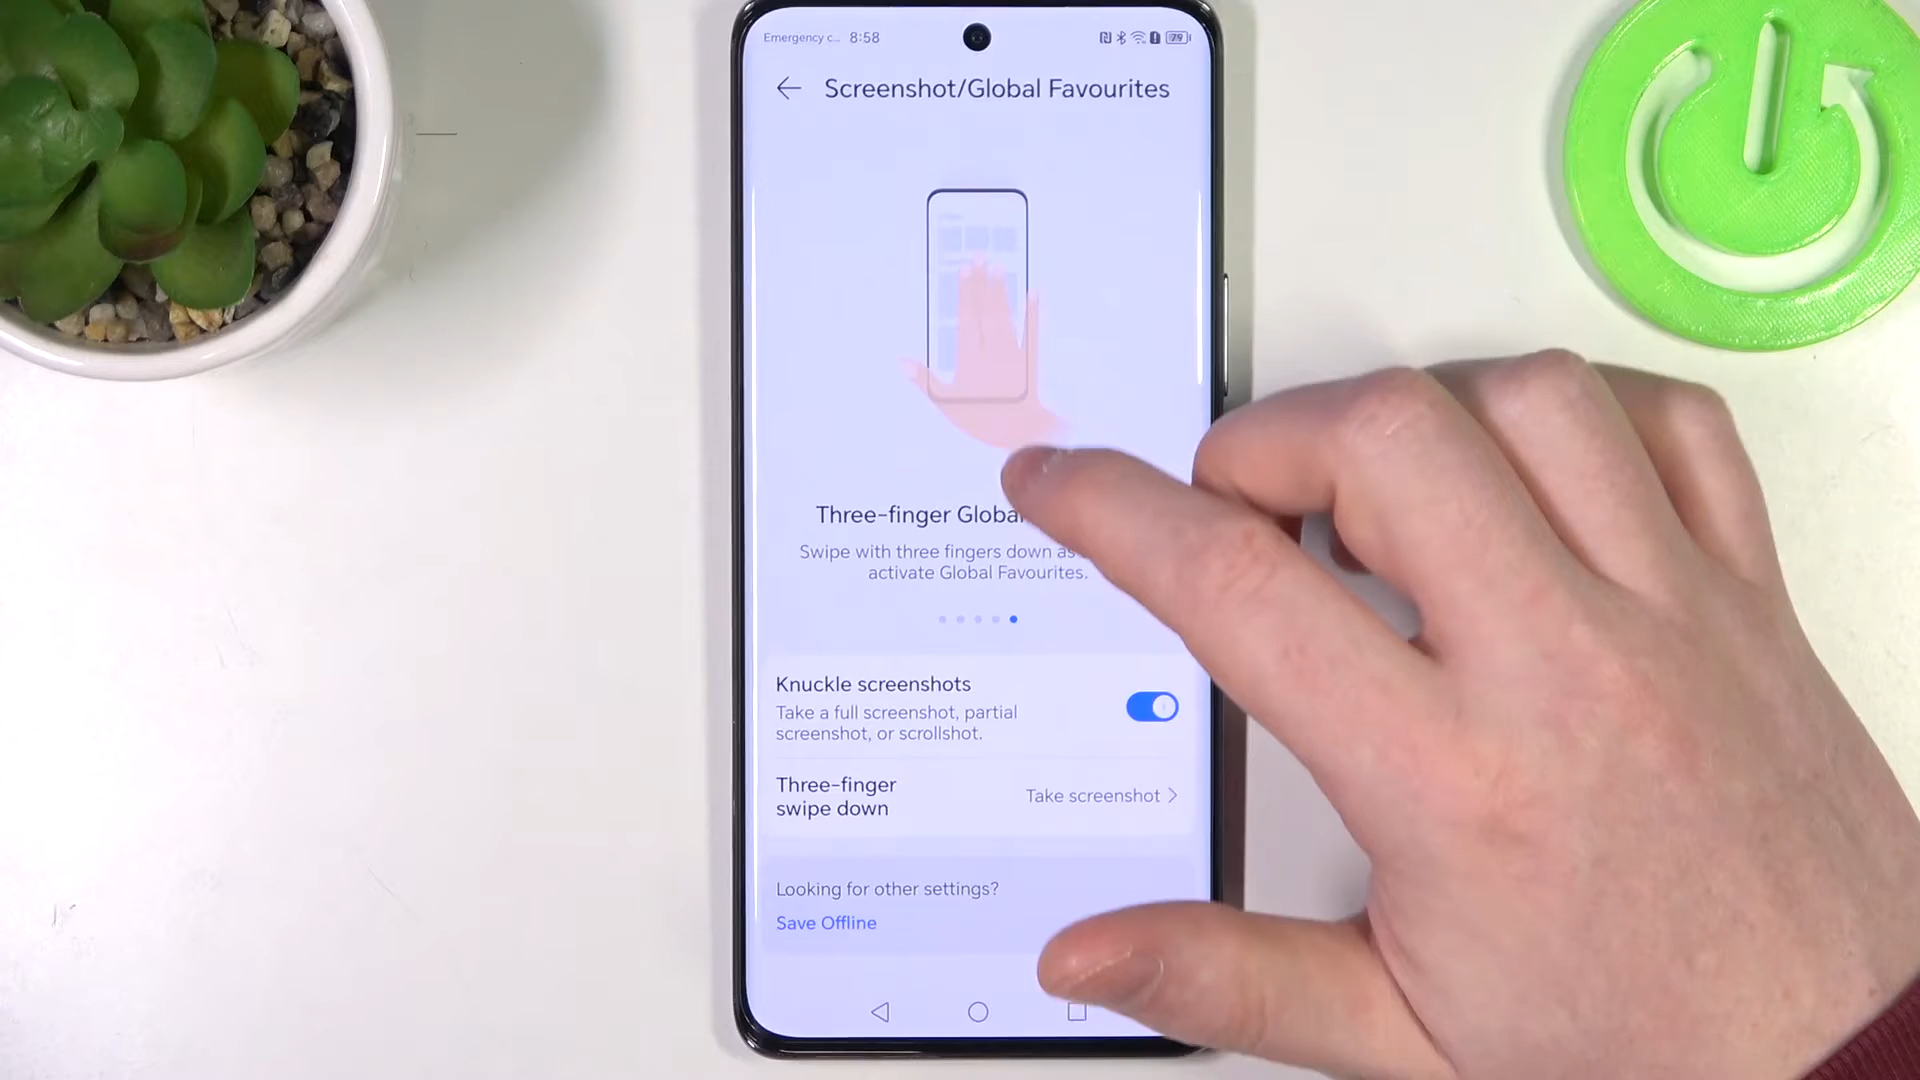 Emergency c... 8:58
79
Screenshot/Global Favourites
Three-finger Global
Swipe with three fingers down as
activate Global Favourites.
Knuckle screenshots
Take a full screenshot, partial
screenshot, or scrollshot.
Three-finger
swipe down
Take screenshot
Looking for other settings?
Save Offline